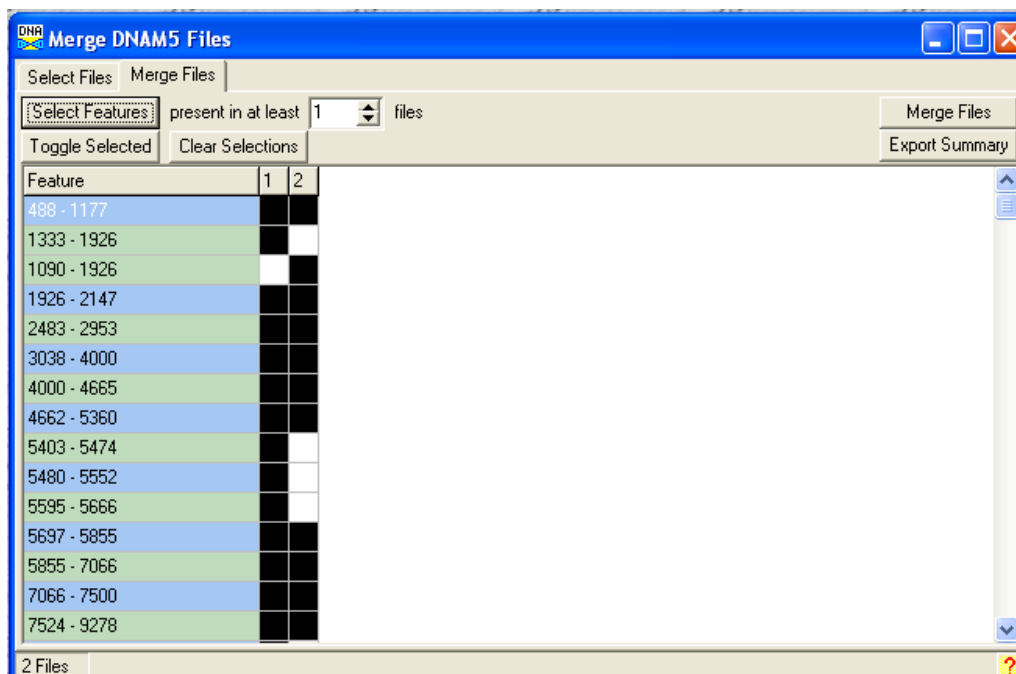 DNA Merge DNAM5 Files
Select Files Merge Files
Select Features present in at least 1 files Merge Files
Toggle Selected Clear Selections Export Summary
Feature 1 2
488 - 1177
1333 - 1926
1090 - 1926
1926 - 2147
2483 - 2953
3038 - 4000
4000 - 4665
4662 - 5360
5403 - 5474
5480 - 5552
5595 - 5666
5697 - 5855
5855 - 7066
7066 - 7500
7524 - 9278
2 Files ?